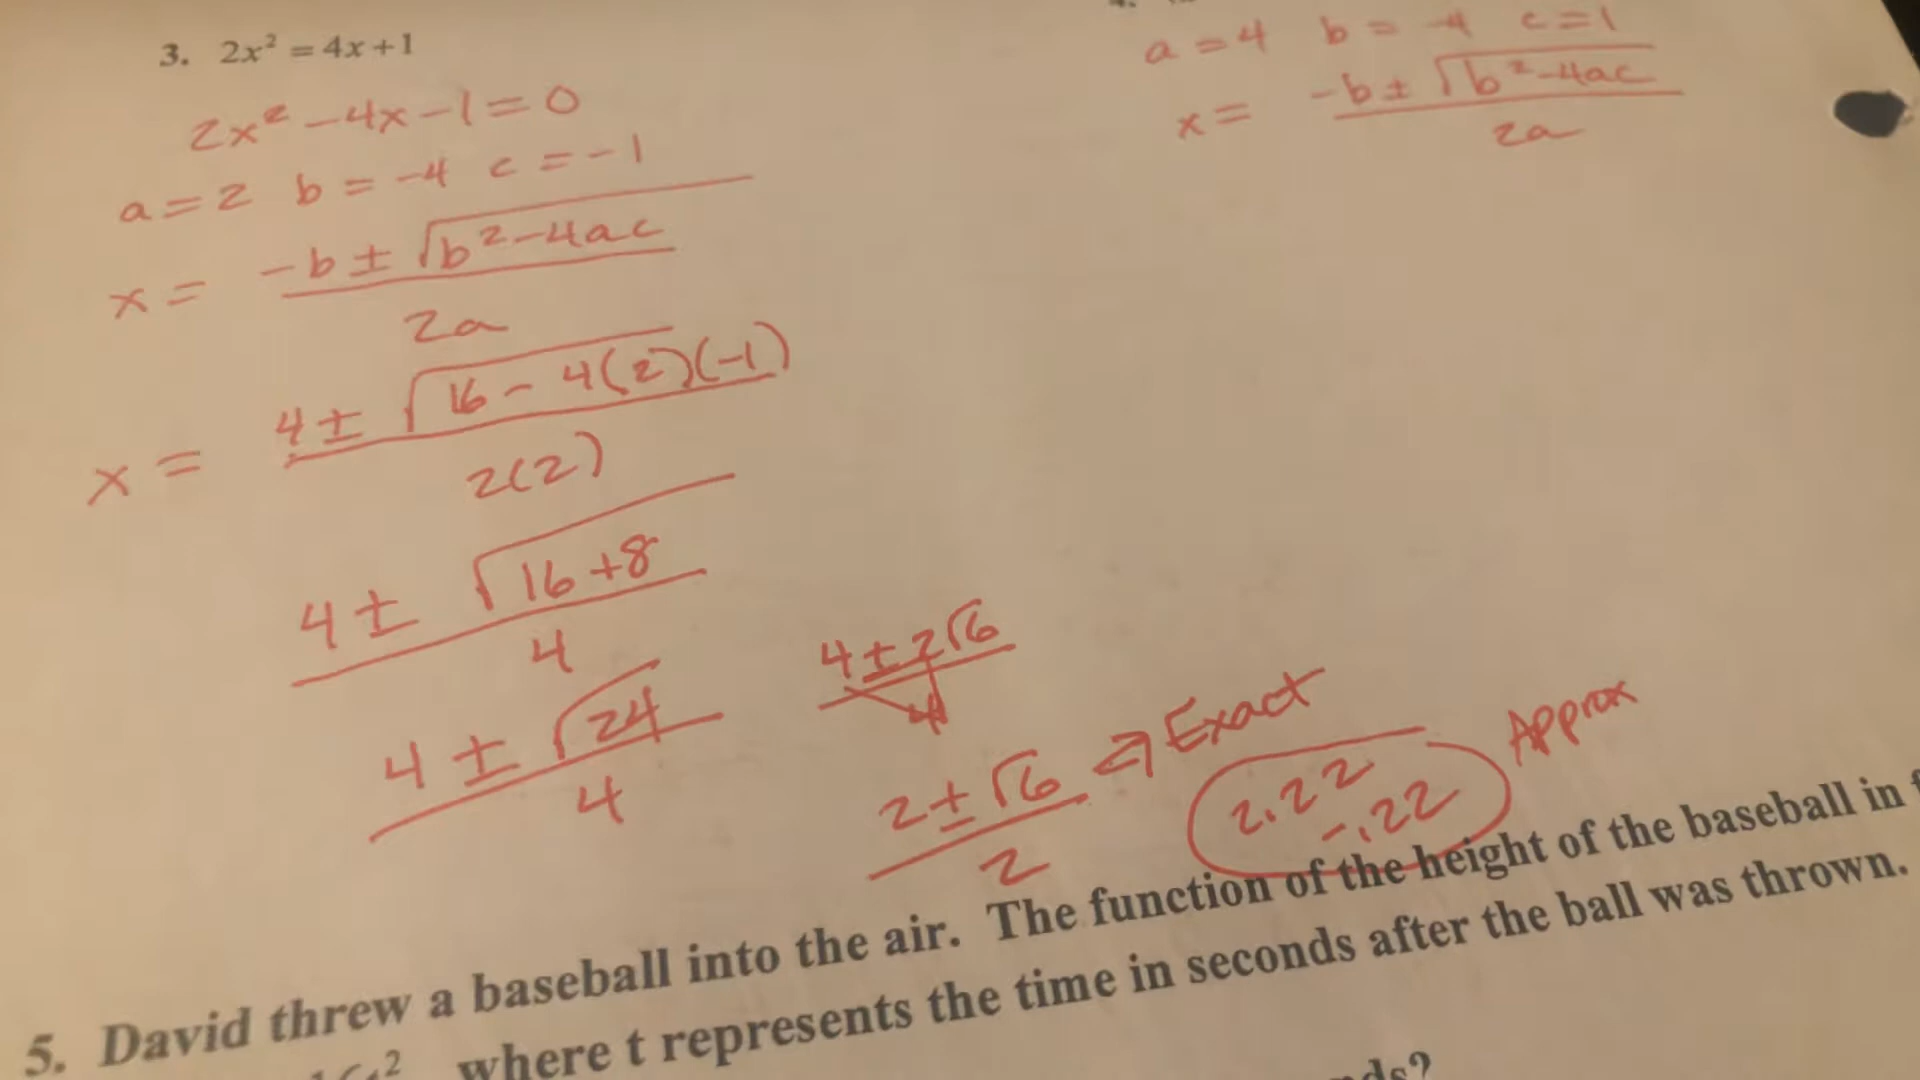 3. 2x² = 4x+1
2x² - 4x - 1 = 0
a = 2 b = -4 c = -1
x = -b ± √b²-4ac
2a
x = 4 ± √16 - 4(2)(-1)
2(2)
4 ± √16+8
4
4 ± √24
4
4 ± 2√6
4
2 ± √6 → Exact
2
2.22 Approx
-.22
a = 4 b = -4 c = 1
x = -b ± √b²-4ac
2a
5. David threw a baseball into the air. The function of the height of the baseball in
where t represents the time in seconds after the ball was thrown.